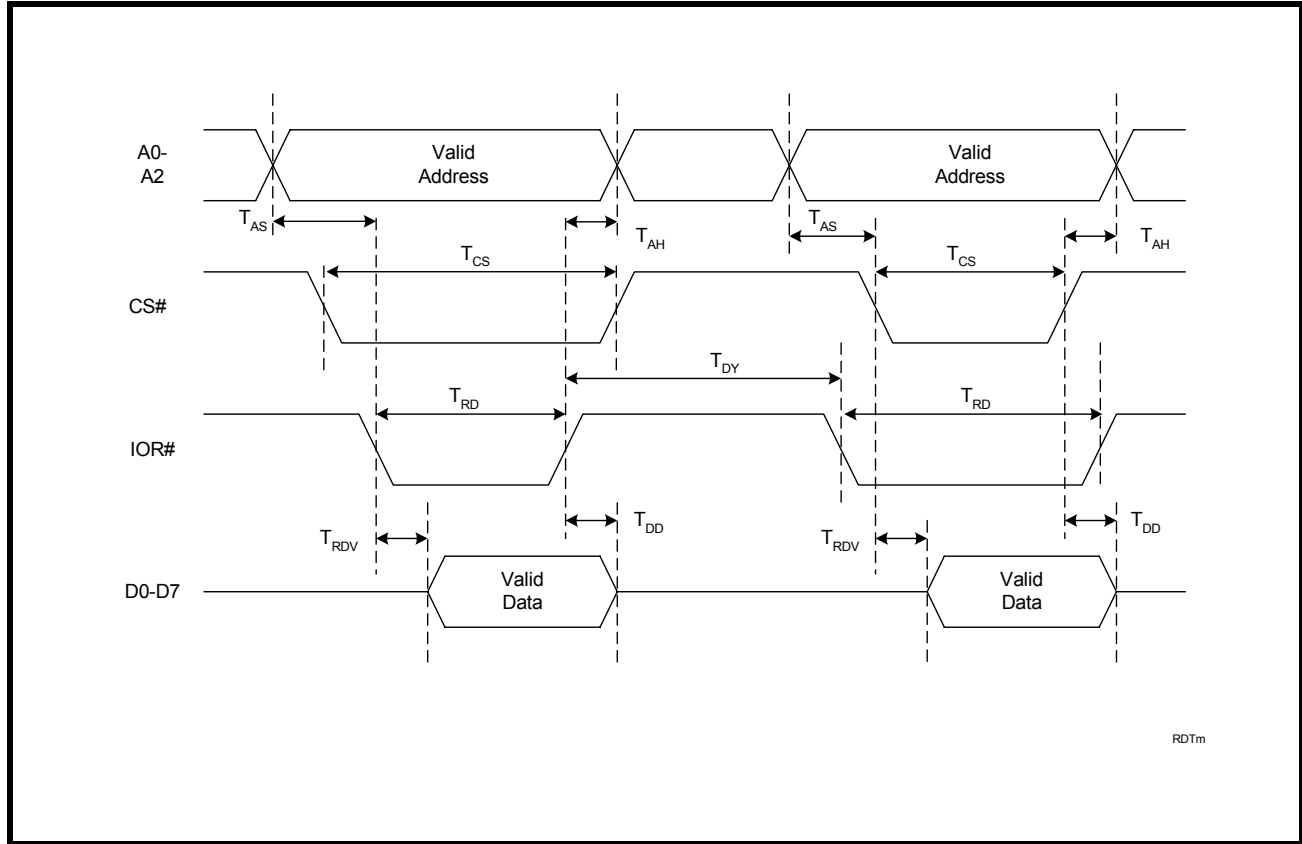 A0-
A2
Valid
Address
Valid
Address
TAS
TAH
TAS
TAH
TCS
TCS
CS#
TDY
TRD
TRD
IOR#
TRDV
TDD
TRDV
TDD
D0-D7
Valid
Data
Valid
Data
RDTm